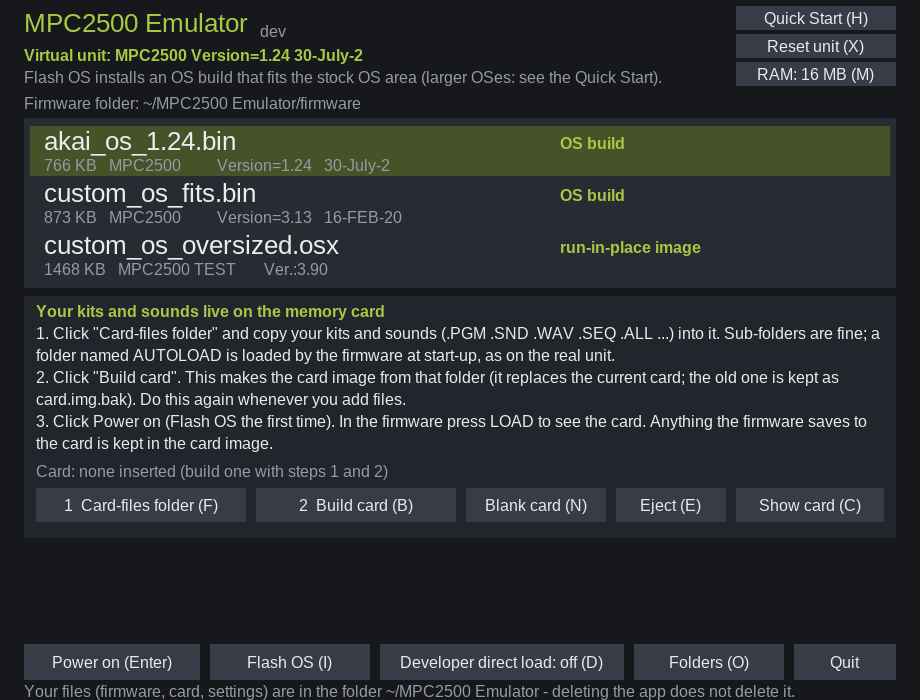 MPC2500 Emulator dev
Quick Start (H)
Virtual unit: MPC2500 Version=1.24 30-July-2
Reset unit (X)
Flash OS installs an OS build that fits the stock OS area (larger OSes: see the Quick Start).
RAM: 16 MB (M)
Firmware folder: ~/MPC2500 Emulator/firmware
akai_os_1.24.bin OS build
766 KB MPC2500 Version=1.24 30-July-2
custom_os_fits.bin OS build
873 KB MPC2500 Version=3.13 16-FEB-20
custom_os_oversized.osx run-in-place image
1468 KB MPC2500 TEST Ver.:3.90
Your kits and sounds live on the memory card
1. Click "Card-files folder" and copy your kits and sounds (.PGM .SND .WAV .SEQ .ALL ...) into it. Sub-folders are fine; a
folder named AUTOLOAD is loaded by the firmware at start-up, as on the real unit.
2. Click "Build card". This makes the card image from that folder (it replaces the current card; the old one is kept as
card.img.bak). Do this again whenever you add files.
3. Click Power on (Flash OS the first time). In the firmware press LOAD to see the card. Anything the firmware saves to
the card is kept in the card image.
Card: none inserted (build one with steps 1 and 2)
1 Card-files folder (F) 2 Build card (B) Blank card (N) Eject (E) Show card (C)
Power on (Enter) Flash OS (I) Developer direct load: off (D) Folders (O) Quit
Your files (firmware, card, settings) are in the folder ~/MPC2500 Emulator - deleting the app does not delete it.